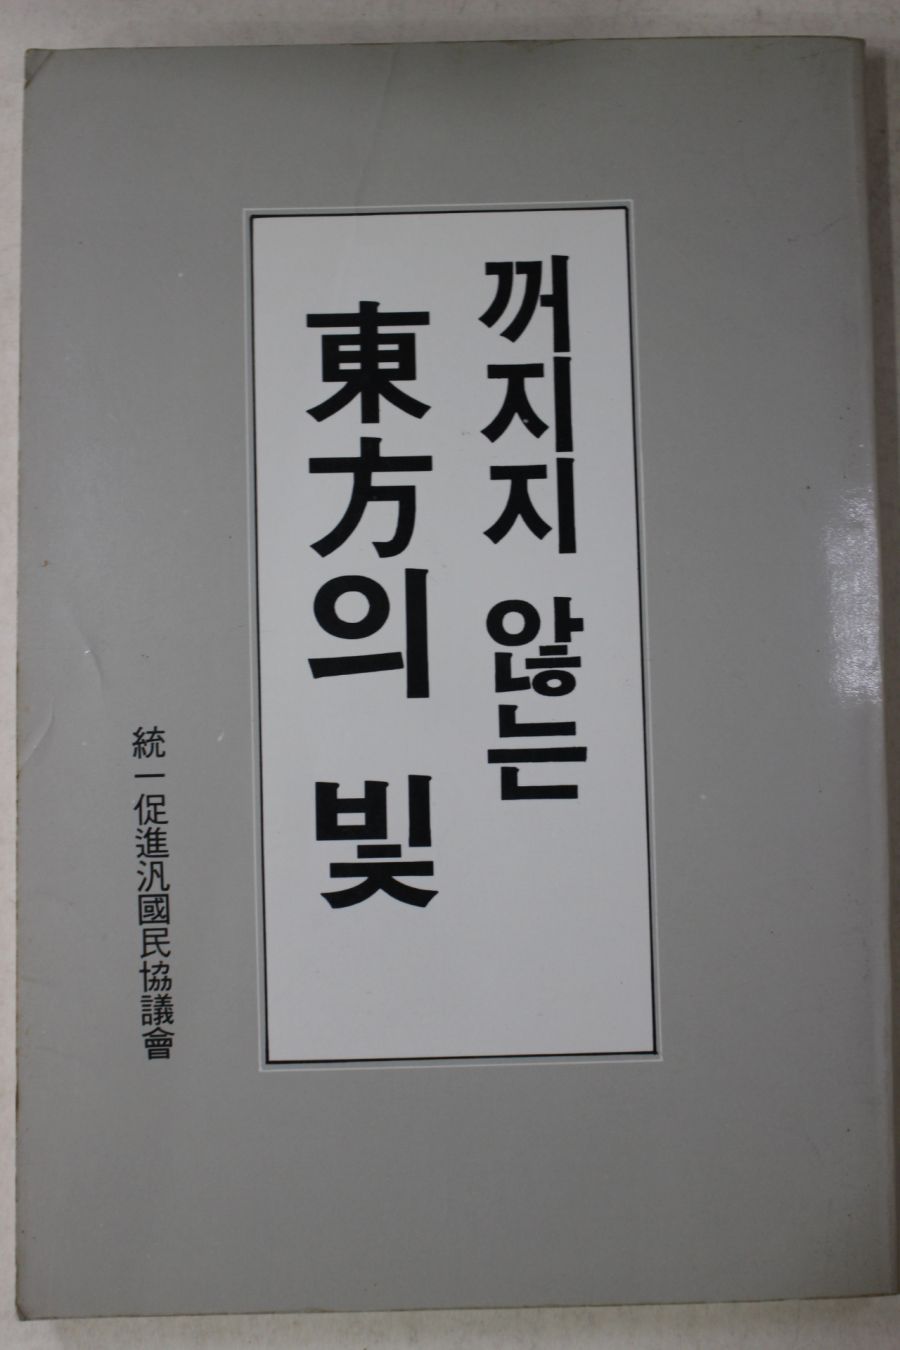 꺼지지 않는
東方의 빛
統一促進汎國民協議會